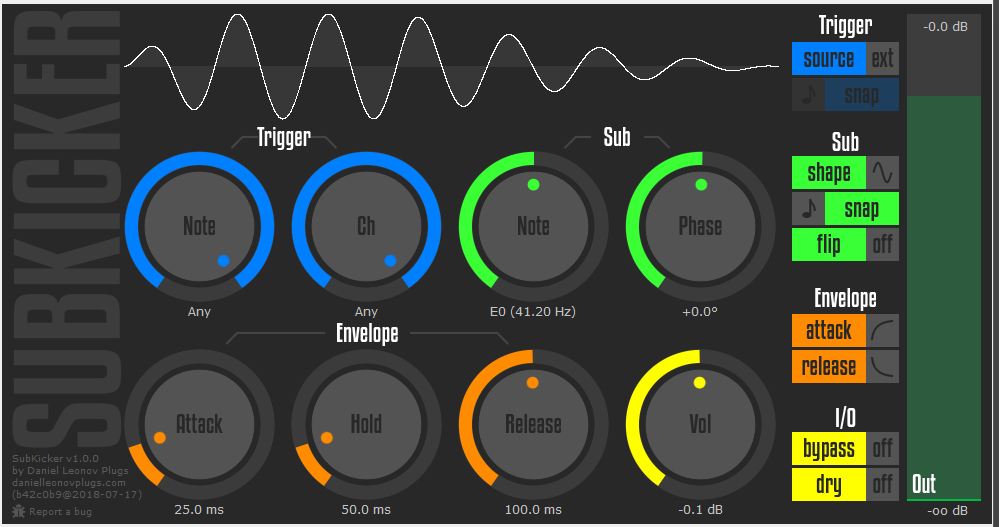 SUBKICKER
Trigger
Sub
Note
Ch
Note
Phase
Any
Any
E0 (41.20 Hz)
+0.0°
Envelope
Attack
Hold
Release
Vol
25.0 ms
50.0 ms
100.0 ms
-0.1 dB
SubKicker v1.0.0
by Daniel Leonov Plugs
danielleonovplugs.com
(b42c0b9@2018-07-17)
Report a bug
Trigger
source ext
snap
Sub
shape
snap
flip off
Envelope
attack
release
I/O
bypass off
dry off
-0.0 dB
Out
-oo dB